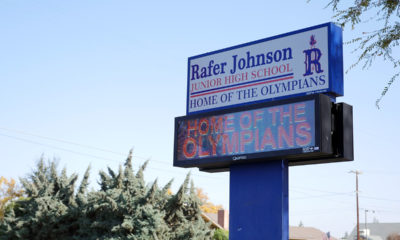 Rafer Johnson
JUNIOR HIGH SCHOOL
HOME OF THE OLYMPIANS
R
HOME OF THE
OLYMPIANS